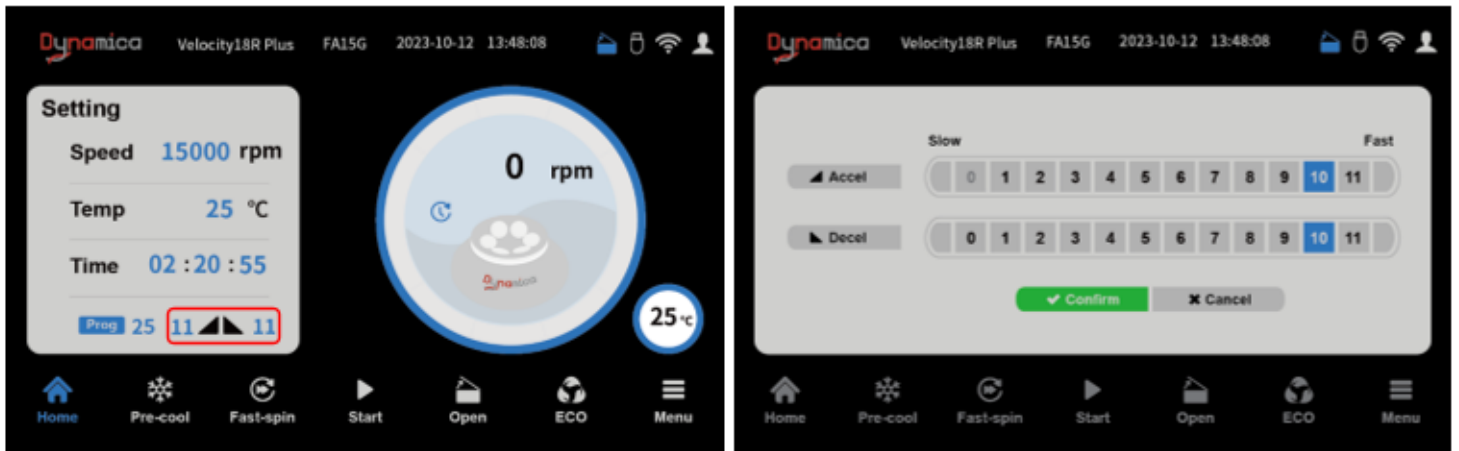 Dynamica Velocity18R Plus FA15G 2023-10-12 13:48:08
Setting
Speed 15000 rpm
Temp 25 °C
Time 02 :20 : 55
Prog 25 11 11
0 rpm
Dynamica
25 °C
Home Pre-cool Fast-spin Start Open ECO Menu
Dynamica Velocity18R Plus FA15G 2023-10-12 13:48:08
Slow Fast
Accel 0 1 2 3 4 5 6 7 8 9 10 11
Decel 0 1 2 3 4 5 6 7 8 9 10 11
Confirm Cancel
Home Pre-cool Fast-spin Start Open ECO Menu